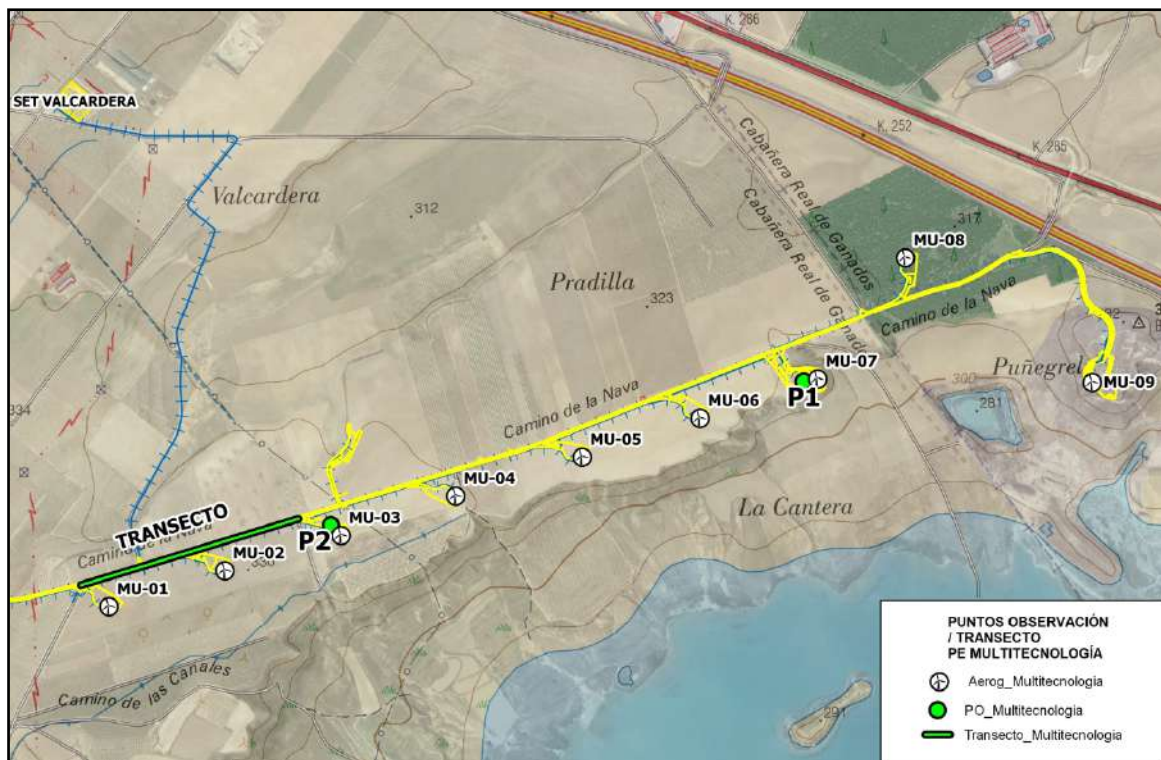 K. 286
SET VALCARDERA
K. 252
K. 285
Cabañera Real de Ganados
Cabañera Real de Ganados
Valcardera
312
317
MU-08
Pradilla
323
Camino de la Nava
MU-07
P1
Puñegrel
300
MU-09
281
334
Camino de la Nava
MU-06
MU-05
MU-04
La Cantera
TRANSECTO
Camino de la Nava
MU-03
P2
MU-02
330
MU-01
Camino de las Canales
291
PUNTOS OBSERVACIÓN
/ TRANSECTO
PE MULTITECNOLOGÍA
Aerog_Multitecnologia
PO_Multitecnologia
Transecto_Multitecnologia